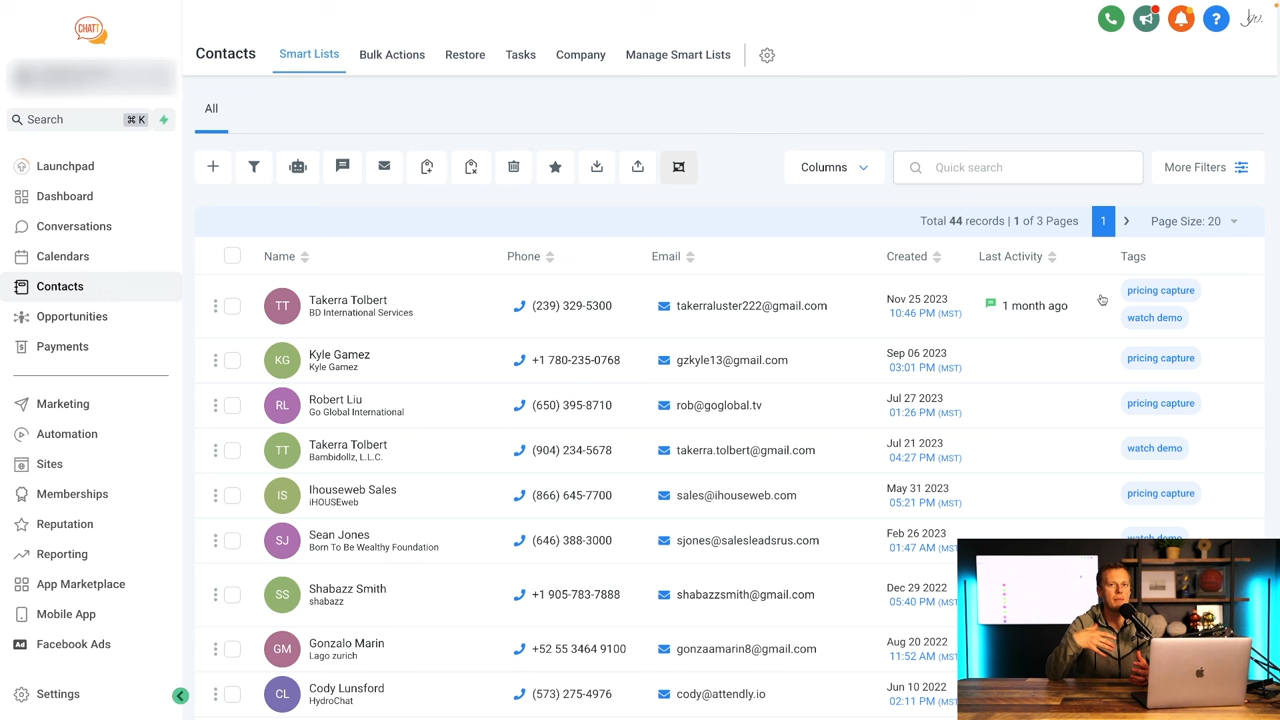 CHATT
Contacts
Smart Lists
Bulk Actions
Restore
Tasks
Company
Manage Smart Lists
Search
⌘ K
All
Launchpad
Dashboard
Conversations
Calendars
Contacts
Opportunities
Payments
Marketing
Automation
Sites
Memberships
Reputation
Reporting
App Marketplace
Mobile App
Ad Facebook Ads
Settings
Columns
Quick search
More Filters
Total 44 records | 1 of 3 Pages
1
Page Size: 20
Name
Phone
Email
Created
Last Activity
Tags
TT
Takerra Tolbert
BD International Services
(239) 329-5300
takerraluster222@gmail.com
Nov 25 2023
10:46 PM (MST)
1 month ago
pricing capture
watch demo
KG
Kyle Gamez
Kyle Gamez
+1 780-235-0768
gzkyle13@gmail.com
Sep 06 2023
03:01 PM (MST)
pricing capture
RL
Robert Liu
Go Global International
(650) 395-8710
rob@goglobal.tv
Jul 27 2023
01:26 PM (MST)
pricing capture
TT
Takerra Tolbert
Bambidollz, L.L.C.
(904) 234-5678
takerra.tolbert@gmail.com
Jul 21 2023
04:27 PM (MST)
watch demo
IS
Ihouseweb Sales
iHOUSEweb
(866) 645-7700
sales@ihouseweb.com
May 31 2023
05:21 PM (MST)
pricing capture
SJ
Sean Jones
Born To Be Wealthy Foundation
(646) 388-3000
sjones@salesleadsrus.com
Feb 26 2023
01:47 AM (MST)
watch demo
SS
Shabazz Smith
shabazz
+1 905-783-7888
shabazzsmith@gmail.com
Dec 29 2022
05:40 PM (MST
GM
Gonzalo Marin
Lago zurich
+52 55 3464 9100
gonzaamarin8@gmail.com
Aug 20 2022
11:52 AM (MST
CL
Cody Lunsford
HydroChat
(573) 275-4976
cody@attendly.io
Jun 10 2022
02:11 PM (MST